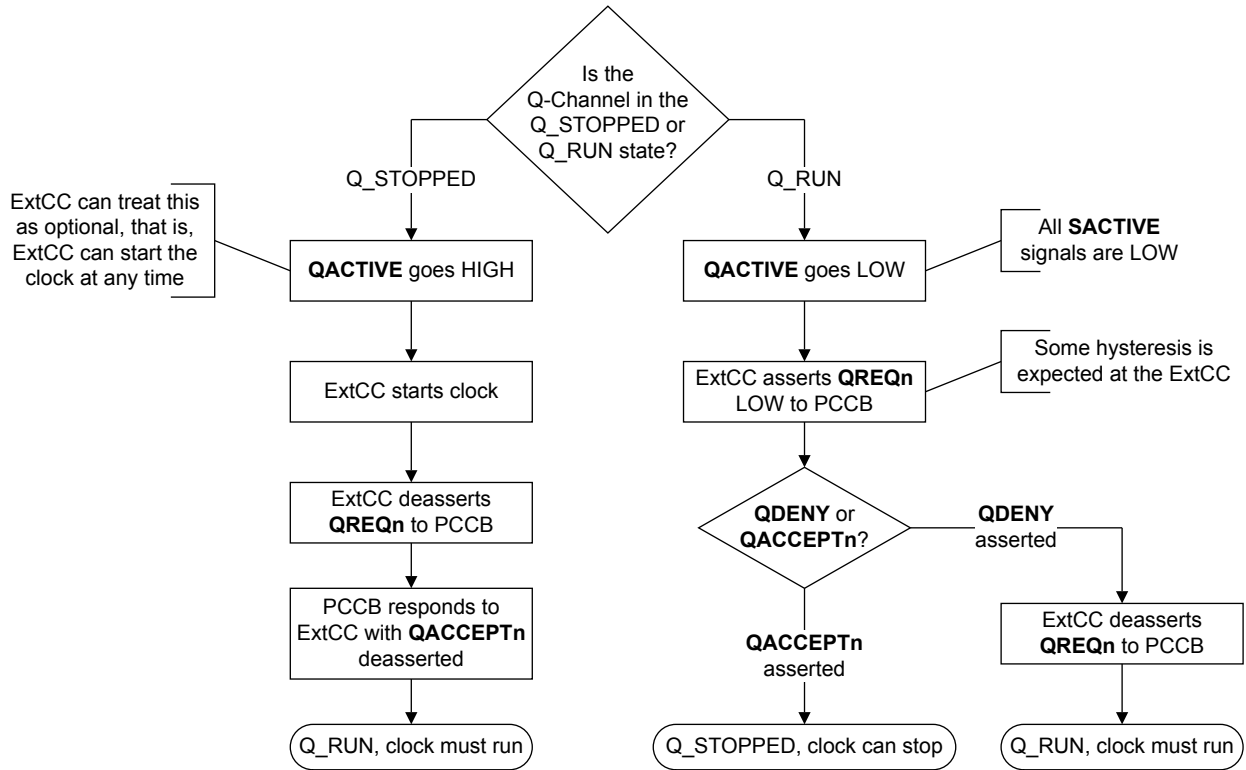 Is the
Q-Channel in the
Q_STOPPED or
Q_RUN state?
Q_STOPPED
Q_RUN
ExtCC can treat this
as optional, that is,
ExtCC can start the
clock at any time
QACTIVE goes HIGH
QACTIVE goes LOW
All SACTIVE
signals are LOW
ExtCC starts clock
ExtCC asserts QREQn
LOW to PCCB
Some hysteresis is
expected at the ExtCC
ExtCC deasserts
QREQn to PCCB
QDENY or
QACCEPTn?
QDENY
asserted
PCCB responds to
ExtCC with QACCEPTn
deasserted
QACCEPTn
asserted
ExtCC deasserts
QREQn to PCCB
Q_RUN, clock must run
Q_STOPPED, clock can stop
Q_RUN, clock must run